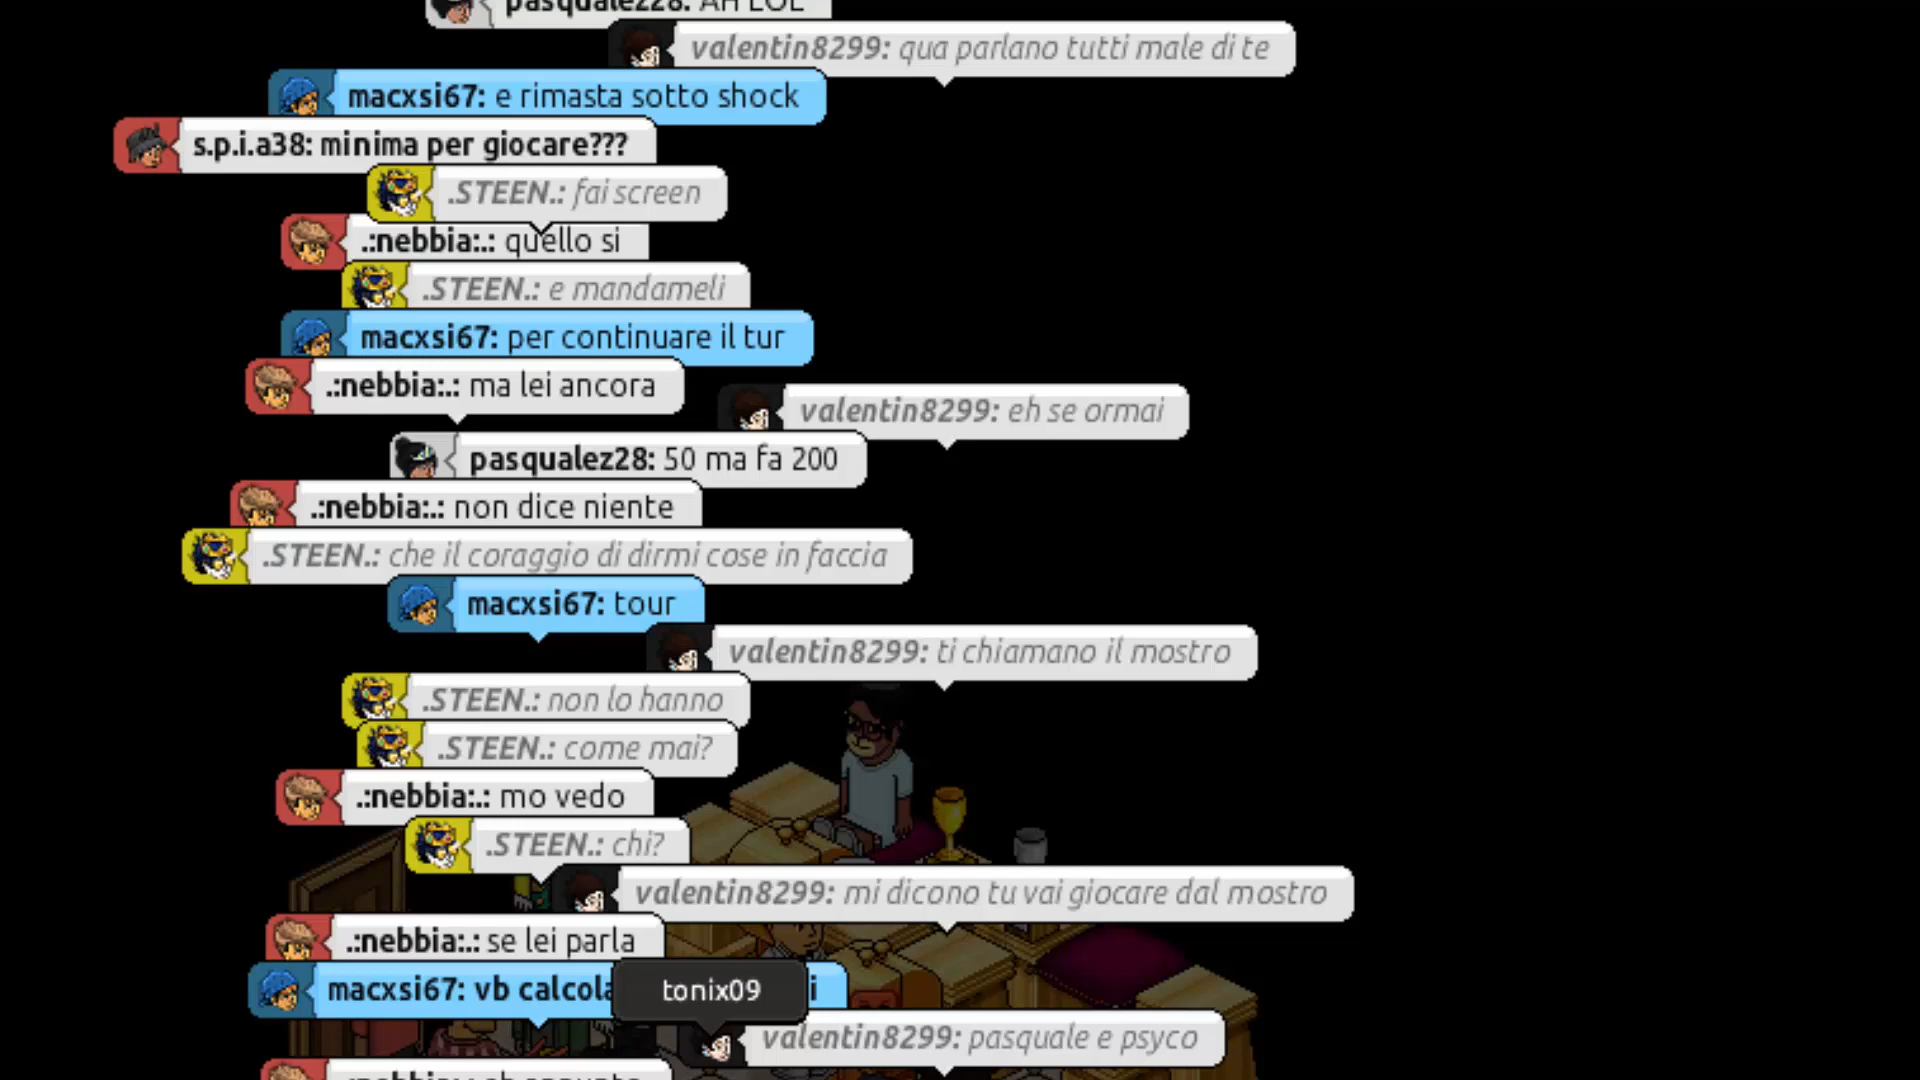 pasqualez28: AH LOL
valentin8299: qua parlano tutti male di te
macxsi67: e rimasta sotto shock
s.p.i.a38: minima per giocare???
.STEEN.: fai screen
.:nebbia:.: quello si
.STEEN.: e mandameli
macxsi67: per continuare il tur
.:nebbia:.: ma lei ancora
valentin8299: eh se ormai
pasqualez28: 50 ma fa 200
.:nebbia:.: non dice niente
.STEEN.: che il coraggio di dirmi cose in faccia
macxsi67: tour
valentin8299: ti chiamano il mostro
.STEEN.: non lo hanno
.STEEN.: come mai?
.:nebbia:.: mo vedo
.STEEN.: chi?
valentin8299: mi dicono tu vai giocare dal mostro
.:nebbia:.: se lei parla
macxsi67: vb
tonix09
valentin8299: pasquale e psyco